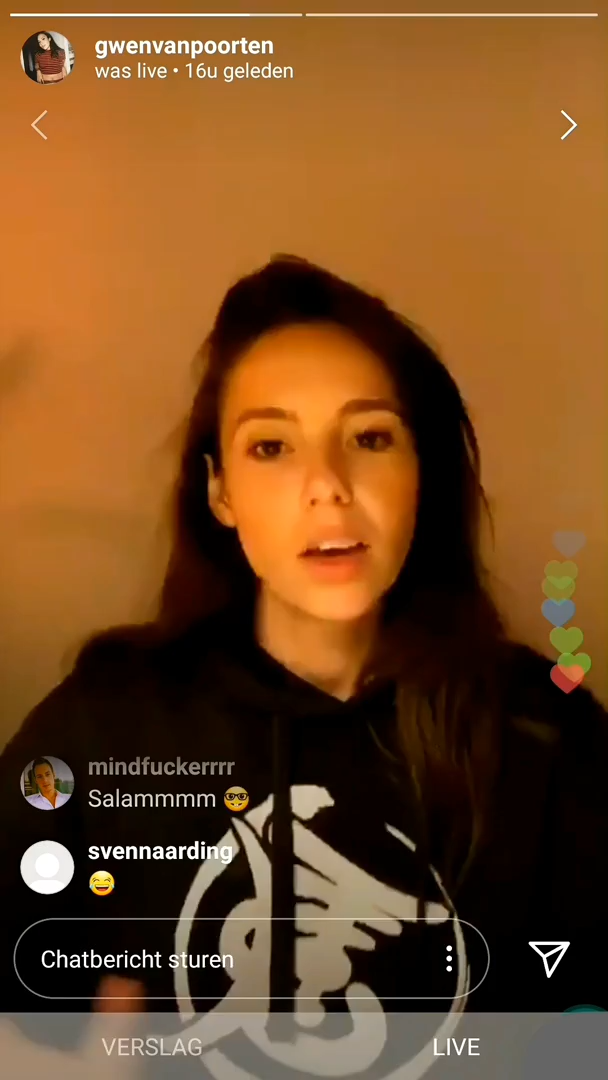 gwenvanpoorten
was live • 16u geleden
mindfuckerrrr
Salammmm 🤓
svennaarding
😂
Chatbericht sturen
VERSLAG
LIVE